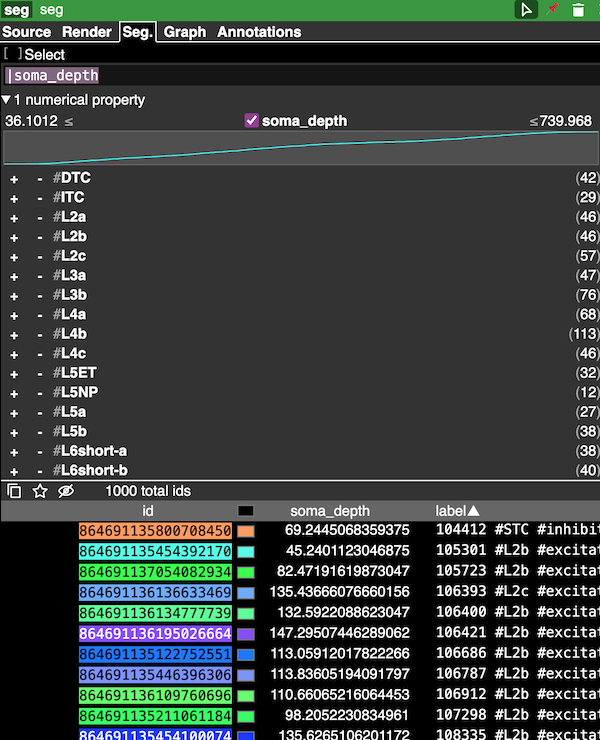 seg seg
Source Render Seg. Graph Annotations
[ ]Select
|soma_depth
▼1 numerical property
36.1012 ≤ soma_depth ≤739.968
+ - #DTC (42)
+ - #ITC (29)
+ - #L2a (46)
+ - #L2b (46)
+ - #L2c (57)
+ - #L3a (47)
+ - #L3b (76)
+ - #L4a (68)
+ - #L4b (113)
+ - #L4c (46)
+ - #L5ET (32)
+ - #L5NP (12)
+ - #L5a (27)
+ - #L5b (38)
+ - #L6short-a (38)
+ - #L6short-b (40)
1000 total ids
id soma_depth label▲
864691135800708450 69.2445068359375 104412 #STC #inhibit
864691135454392170 45.2401123046875 105301 #L2b #excitat
864691137054082934 82.47191619873047 105723 #L2b #excitat
864691136136633469 135.43666076660156 106393 #L2c #excitat
864691136134777739 132.5922088623047 106400 #L2b #excitat
864691136195026664 147.29507446289062 106421 #L2b #excitat
864691135122752551 113.05912017822266 106686 #L2b #excitat
864691135446396306 113.83605194091797 106787 #L2b #excitat
864691136109760696 110.66065216064453 106912 #L2b #excitat
864691135211061184 98.2052230834961 107298 #L2b #excitat
864691135454100074 135.6265106201172 108335 #L2b #excitat